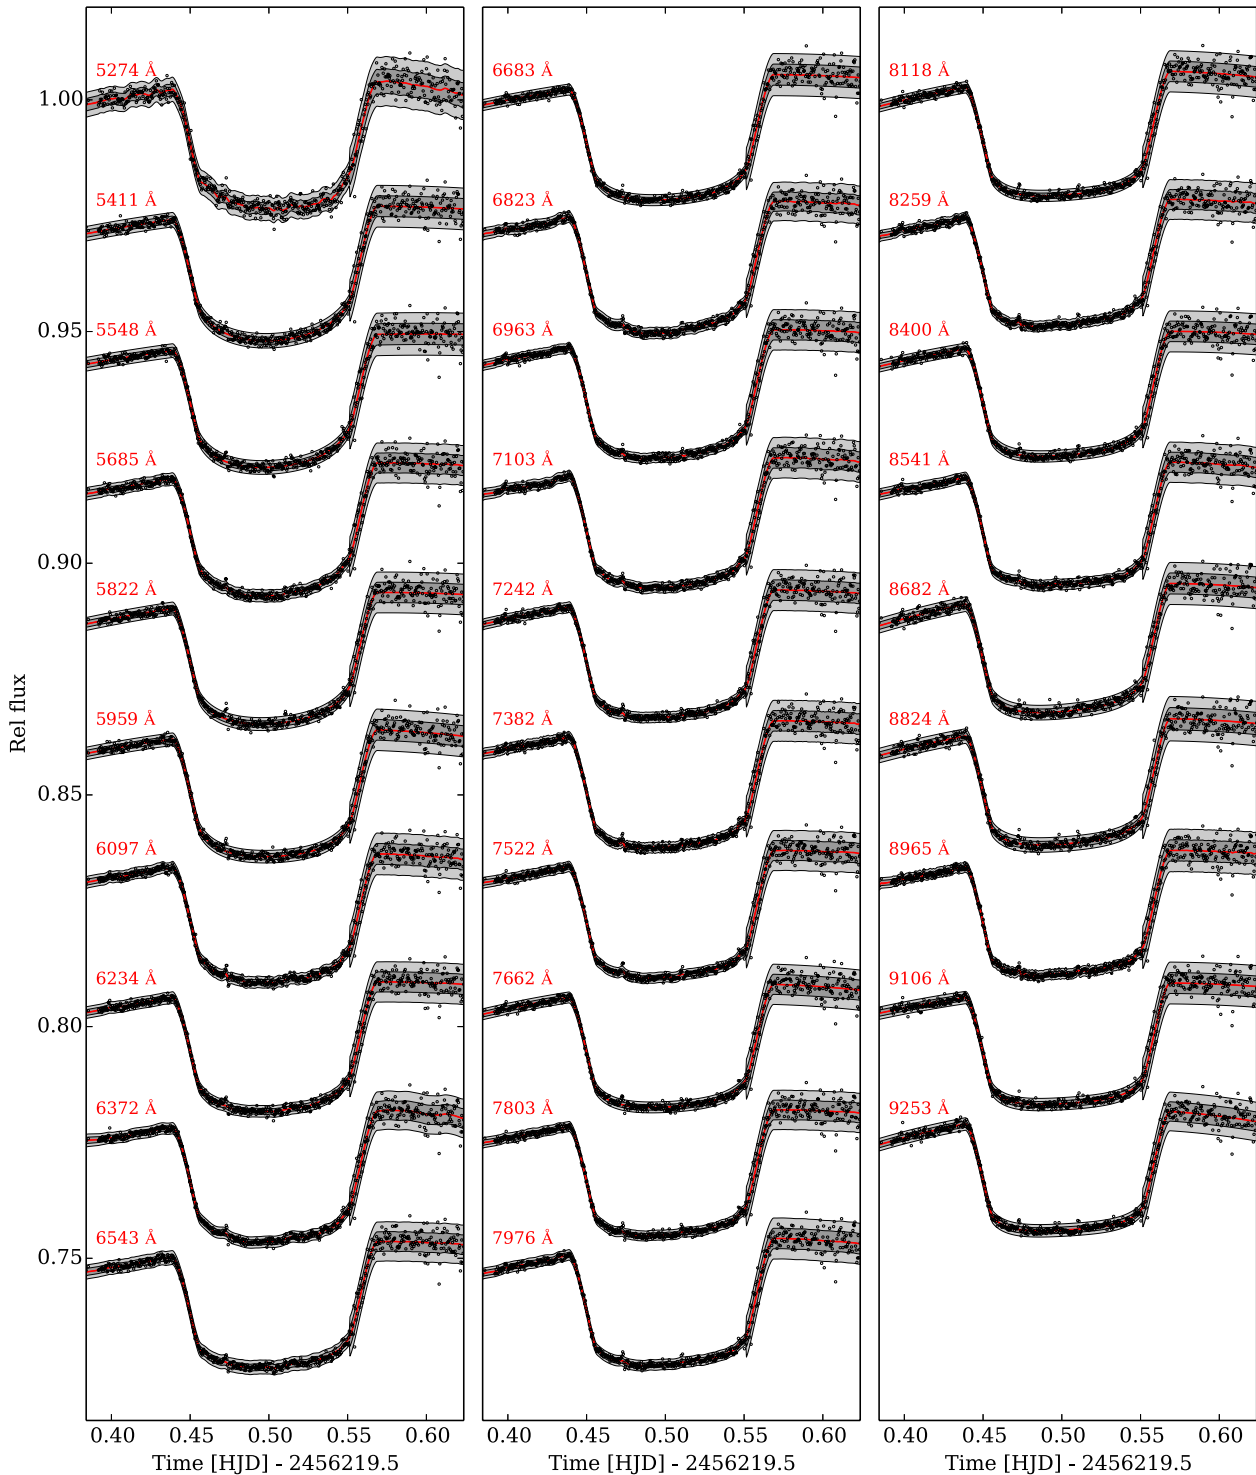 5274 Å
5411 Å
5548 Å
5685 Å
5822 Å
5959 Å
6097 Å
6234 Å
6372 Å
6543 Å
1.00
0.95
0.90
0.85
0.80
0.75
Rel flux
0.40 0.45 0.50 0.55 0.60
Time [HJD] - 2456219.5
6683 Å
6823 Å
6963 Å
7103 Å
7242 Å
7382 Å
7522 Å
7662 Å
7803 Å
7976 Å
0.40 0.45 0.50 0.55 0.60
Time [HJD] - 2456219.5
8118 Å
8259 Å
8400 Å
8541 Å
8682 Å
8824 Å
8965 Å
9106 Å
9253 Å
0.40 0.45 0.50 0.55 0.60
Time [HJD] - 2456219.5